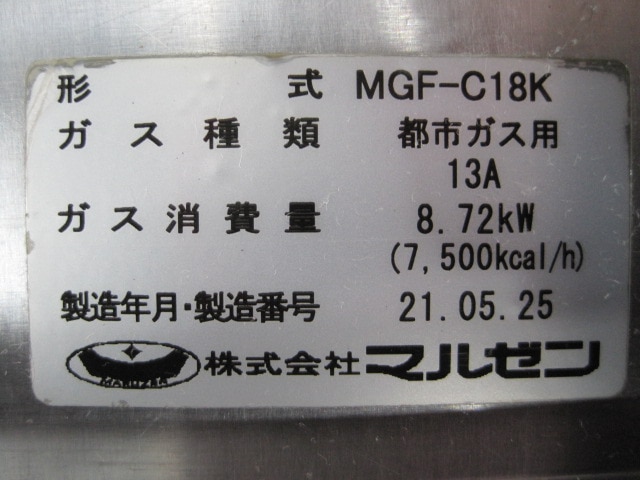 形 式 MGF-C18K
ガス種類 都市ガス用
13A
ガス消費量 8.72kW
(7,500kcal/h)
製造年月・製造番号 21.05.25
MARUZEN 株式会社 マルゼン